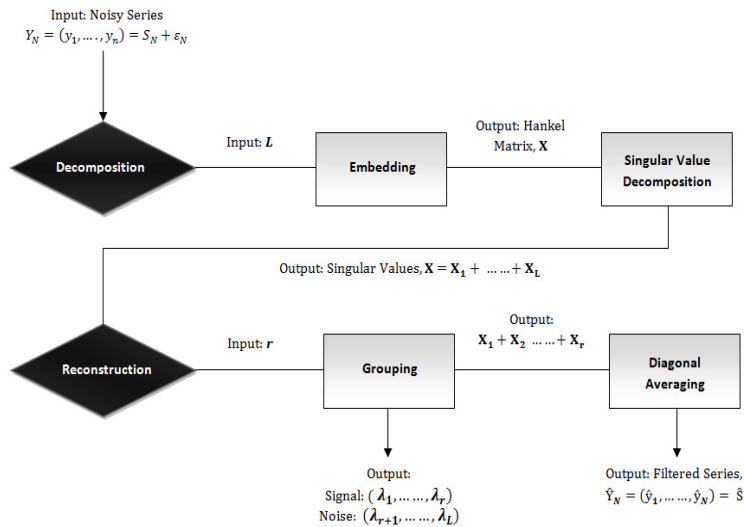 Input: Noisy Series
Y_N = (y_1, …., y_n) = S_N + ε_N
Decomposition
Input: L
Embedding
Output: Hankel
Matrix, X
Singular Value
Decomposition
Output: Singular Values, X = X_1 + … … + X_L
Reconstruction
Input: r
Grouping
Output:
X_1 + X_2 … … + X_r
Diagonal
Averaging
Output:
Signal: (λ_1, … … , λ_r)
Noise: (λ_{r+1}, … … , λ_L)
Output: Filtered Series,
Ŷ_N = (ŷ_1, … … , ŷ_N) = Ŝ